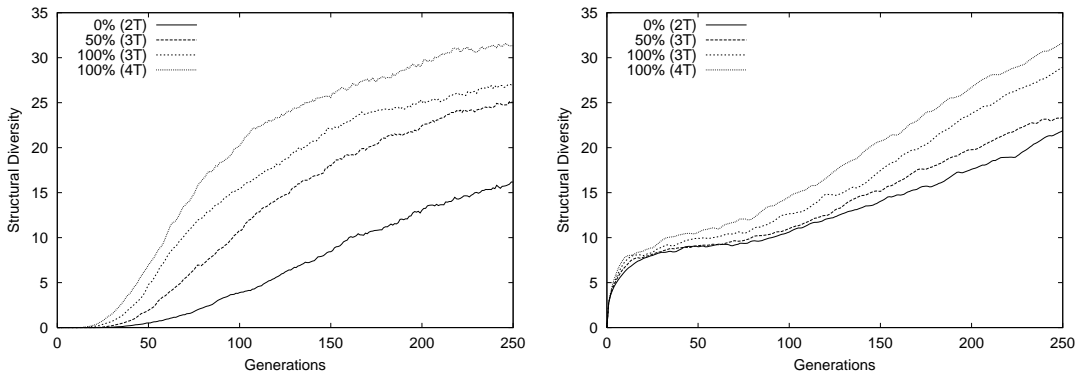 35
30
25
20
15
10
5
0
Structural Diversity
0% (2T)
50% (3T)
100% (3T)
100% (4T)
0 50 100 150 200 250
Generations
35
30
25
20
15
10
5
0
Structural Diversity
0% (2T)
50% (3T)
100% (3T)
100% (4T)
0 50 100 150 200 250
Generations